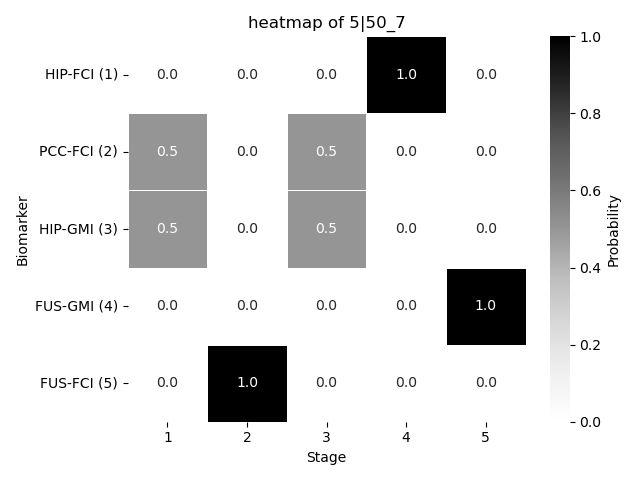 heatmap of 5|50_7
HIP-FCI (1) 0.0 0.0 0.0 1.0 0.0
PCC-FCI (2) 0.5 0.0 0.5 0.0 0.0
HIP-GMI (3) 0.5 0.0 0.5 0.0 0.0
FUS-GMI (4) 0.0 0.0 0.0 0.0 1.0
FUS-FCI (5) 0.0 1.0 0.0 0.0 0.0
1 2 3 4 5
Stage
Biomarker
1.0
0.8
0.6
0.4
0.2
0.0
Probability